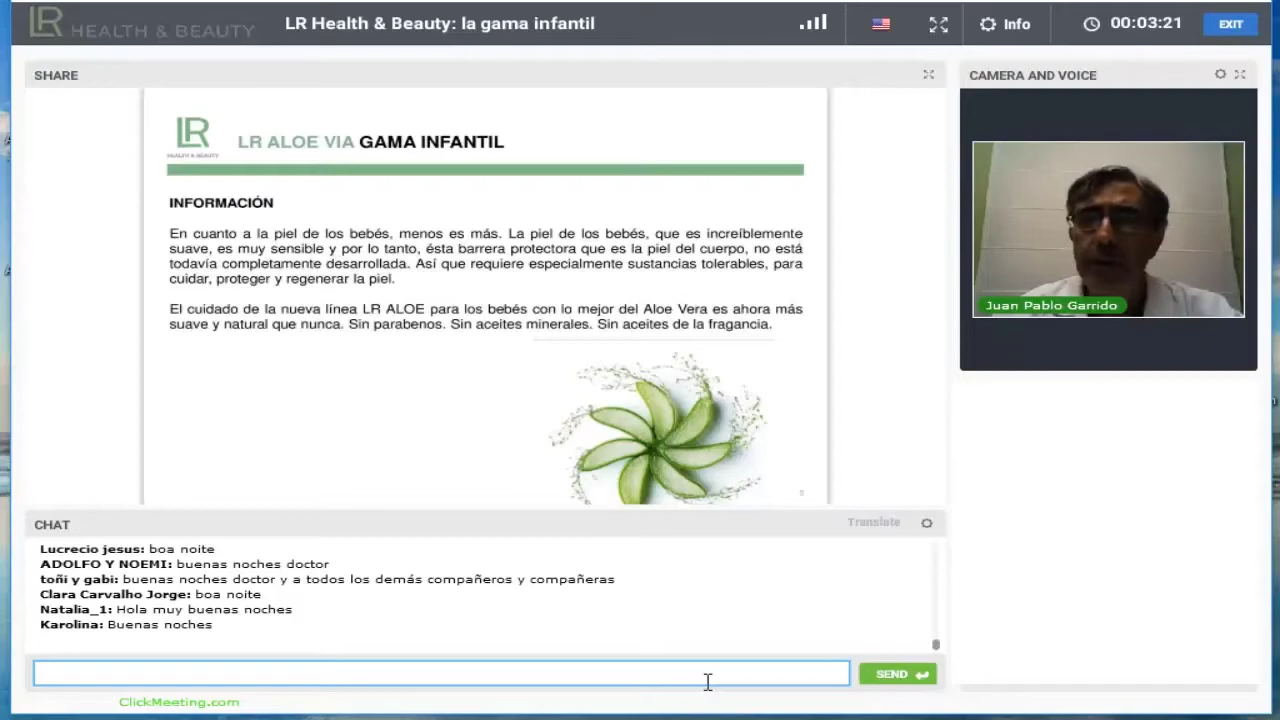 LR HEALTH & BEAUTY
LR Health & Beauty: la gama infantil
Info
00:03:21
EXIT
SHARE
LR
HEALTH & BEAUTY
LR ALOE VIA GAMA INFANTIL
INFORMACIÓN
En cuanto a la piel de los bebés, menos es más. La piel de los bebés, que es increíblemente
suave, es muy sensible y por lo tanto, ésta barrera protectora que es la piel del cuerpo, no está
todavía completamente desarrollada. Así que requiere especialmente sustancias tolerables, para
cuidar, proteger y regenerar la piel.
El cuidado de la nueva línea LR ALOE para los bebés con lo mejor del Aloe Vera es ahora más
suave y natural que nunca. Sin parabenos. Sin aceites minerales. Sin aceites de la fragancia.
CAMERA AND VOICE
Juan Pablo Garrido
CHAT
Translate
Lucrecio jesus: boa noite
ADOLFO Y NOEMI: buenas noches doctor
toñi y gabi: buenas noches doctor y a todos los demás compañeros y compañeras
Clara Carvalho Jorge: boa noite
Natalia_1: Hola muy buenas noches
Karolina: Buenas noches
SEND
ClickMeeting.com